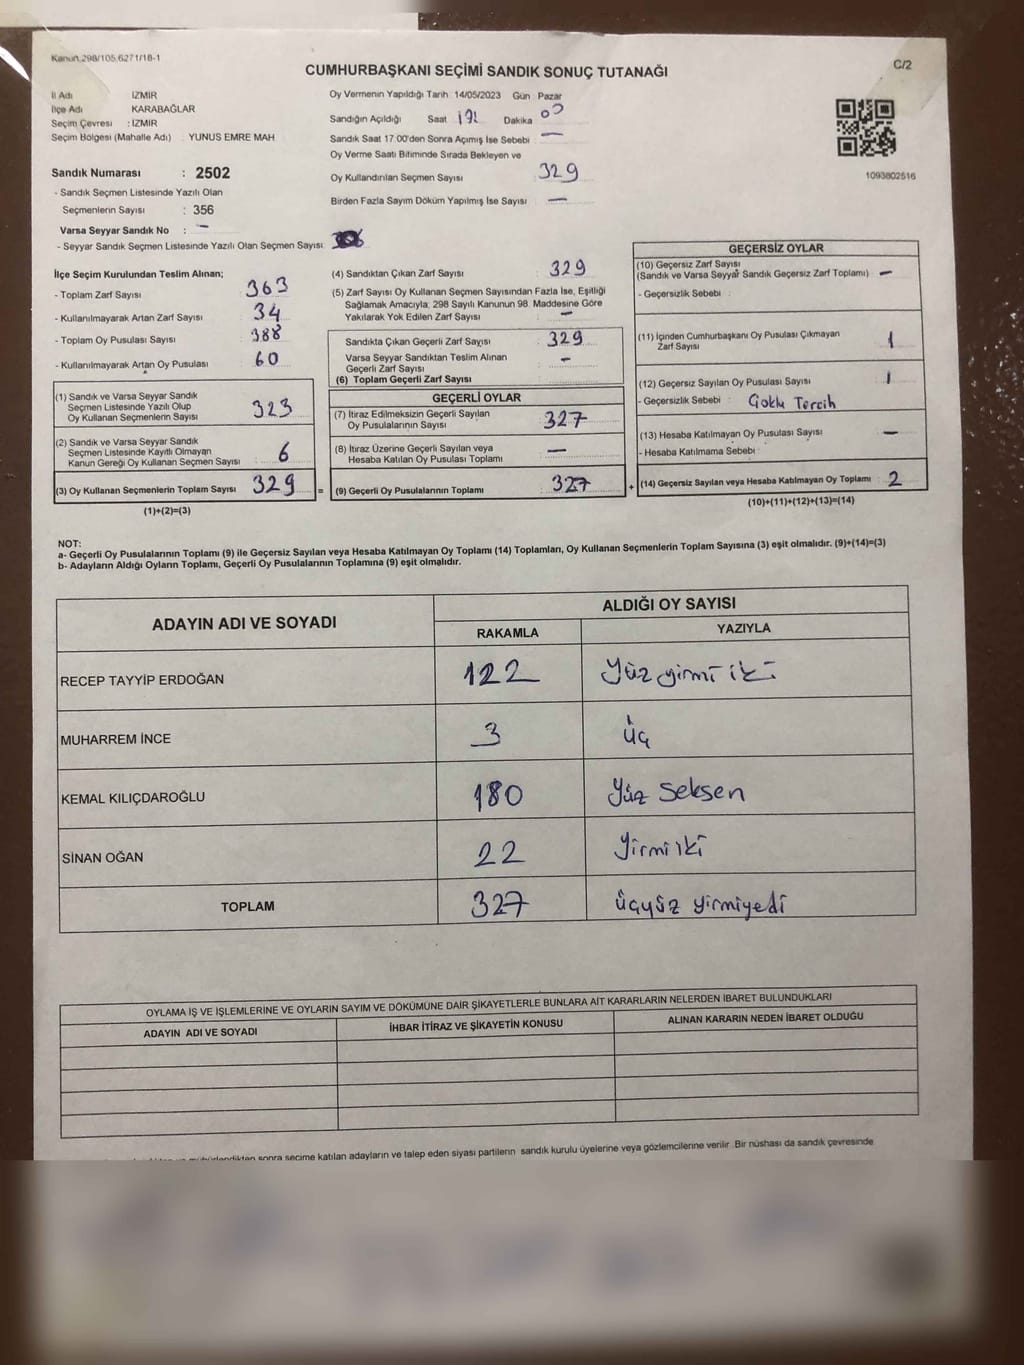 Kanun.298/105,6271/18-1
C/2
CUMHURBAŞKANI SEÇİMİ SANDIK SONUÇ TUTANAĞI
İl Adı İZMİR
İlçe Adı KARABAĞLAR
Seçim Çevresi : İZMİR
Seçim Bölgesi (Mahalle Adı) : YUNUS EMRE MAH.
Sandık Numarası : 2502
- Sandık Seçmen Listesinde Yazılı Olan
Seçmenlerin Sayısı : 356
Varsa Seyyar Sandık No : —
- Seyyar Sandık Seçmen Listesinde Yazılı Olan Seçmen Sayısı:
Oy Vermenin Yapıldığı Tarih 14/05/2023 Gün Pazar
Sandığın Açıldığı Saat Dakika
Sandık Saat 17:00'den Sonra Açılmış İse Sebebi —
Oy Verme Saati Bitiminde Sırada Bekleyen ve
Oy Kullandırılan Seçmen Sayısı 329
Birden Fazla Sayım Döküm Yapılmış İse Sayısı —
1093802516
İlçe Seçim Kurulundan Teslim Alınan;
- Toplam Zarf Sayısı : 363
- Kullanılmayarak Artan Zarf Sayısı : 34
- Toplam Oy Pusulası Sayısı : 388
- Kullanılmayarak Artan Oy Pusulası : 60
(1) Sandık ve Varsa Seyyar Sandık
Seçmen Listesinde Yazılı Olup
Oy Kullanan Seçmenlerin Sayısı : 323
(2) Sandık ve Varsa Seyyar Sandık
Seçmen Listesinde Kayıtlı Olmayan
Kanun Gereği Oy Kullanan Seçmen Sayısı : 6
(3) Oy Kullanan Seçmenlerin Toplam Sayısı : 329
(1)+(2)=(3)
=
(4) Sandıktan Çıkan Zarf Sayısı : 329
(5) Zarf Sayısı Oy Kullanan Seçmen Sayısından Fazla İse, Eşitliği
Sağlamak Amacıyla, 298 Sayılı Kanunun 98. Maddesine Göre
Yakılarak Yok Edilen Zarf Sayısı : —
Sandıkta Çıkan Geçerli Zarf Sayısı : 329
Varsa Seyyar Sandıktan Teslim Alınan
Geçerli Zarf Sayısı : —
(6) Toplam Geçerli Zarf Sayısı
GEÇERLİ OYLAR
(7) İtiraz Edilmeksizin Geçerli Sayılan
Oy Pusulalarının Sayısı : 327
(8) İtiraz Üzerine Geçerli Sayılan veya
Hesaba Katılan Oy Pusulası Toplamı : —
(9) Geçerli Oy Pusulalarının Toplamı : 327
+
GEÇERSİZ OYLAR
(10) Geçersiz Zarf Sayısı
(Sandık ve Varsa Seyyar Sandık Geçersiz Zarf Toplamı) : —
- Geçersizlik Sebebi :
(11) İçinden Cumhurbaşkanı Oy Pusulası Çıkmayan
Zarf Sayısı : 1
(12) Geçersiz Sayılan Oy Pusulası Sayısı : 1
- Geçersizlik Sebebi : Çoklu Tercih
(13) Hesaba Katılmayan Oy Pusulası Sayısı : —
- Hesaba Katılmama Sebebi :
(14) Geçersiz Sayılan veya Hesaba Katılmayan Oy Toplamı : 2
(10)+(11)+(12)+(13)=(14)
NOT:
a- Geçerli Oy Pusulalarının Toplamı (9) ile Geçersiz Sayılan veya Hesaba Katılmayan Oy Toplamı (14) Toplamları, Oy Kullanan Seçmenlerin Toplam Sayısına (3) eşit olmalıdır. (9)+(14)=(3)
b- Adayların Aldığı Oyların Toplamı, Geçerli Oy Pusulalarının Toplamına (9) eşit olmalıdır.
ADAYIN ADI VE SOYADI ALDIĞI OY SAYISI
RAKAMLA YAZIYLA
RECEP TAYYİP ERDOĞAN 122 Yüz yirmi iki
MUHARREM İNCE 3 üç
KEMAL KILIÇDAROĞLU 180 Yüz Seksen
SİNAN OĞAN 22 Yirmi iki
TOPLAM 327 üçyüz yirmiyedi
OYLAMA İŞ VE İŞLEMLERİNE VE OYLARIN SAYIM VE DÖKÜMÜNE DAİR ŞİKAYETLERLE BUNLARA AİT KARARLARIN NELERDEN İBARET BULUNDUKLARI
ADAYIN ADI VE SOYADI İHBAR İTİRAZ VE ŞİKAYETİN KONUSU ALINAN KARARIN NEDEN İBARET OLDUĞU
sonra seçime katılan adayların ve talep eden siyasi partilerin sandık kurulu üyelerine veya gözlemcilerine verilir. Bir nüshası da sandık çevresinde